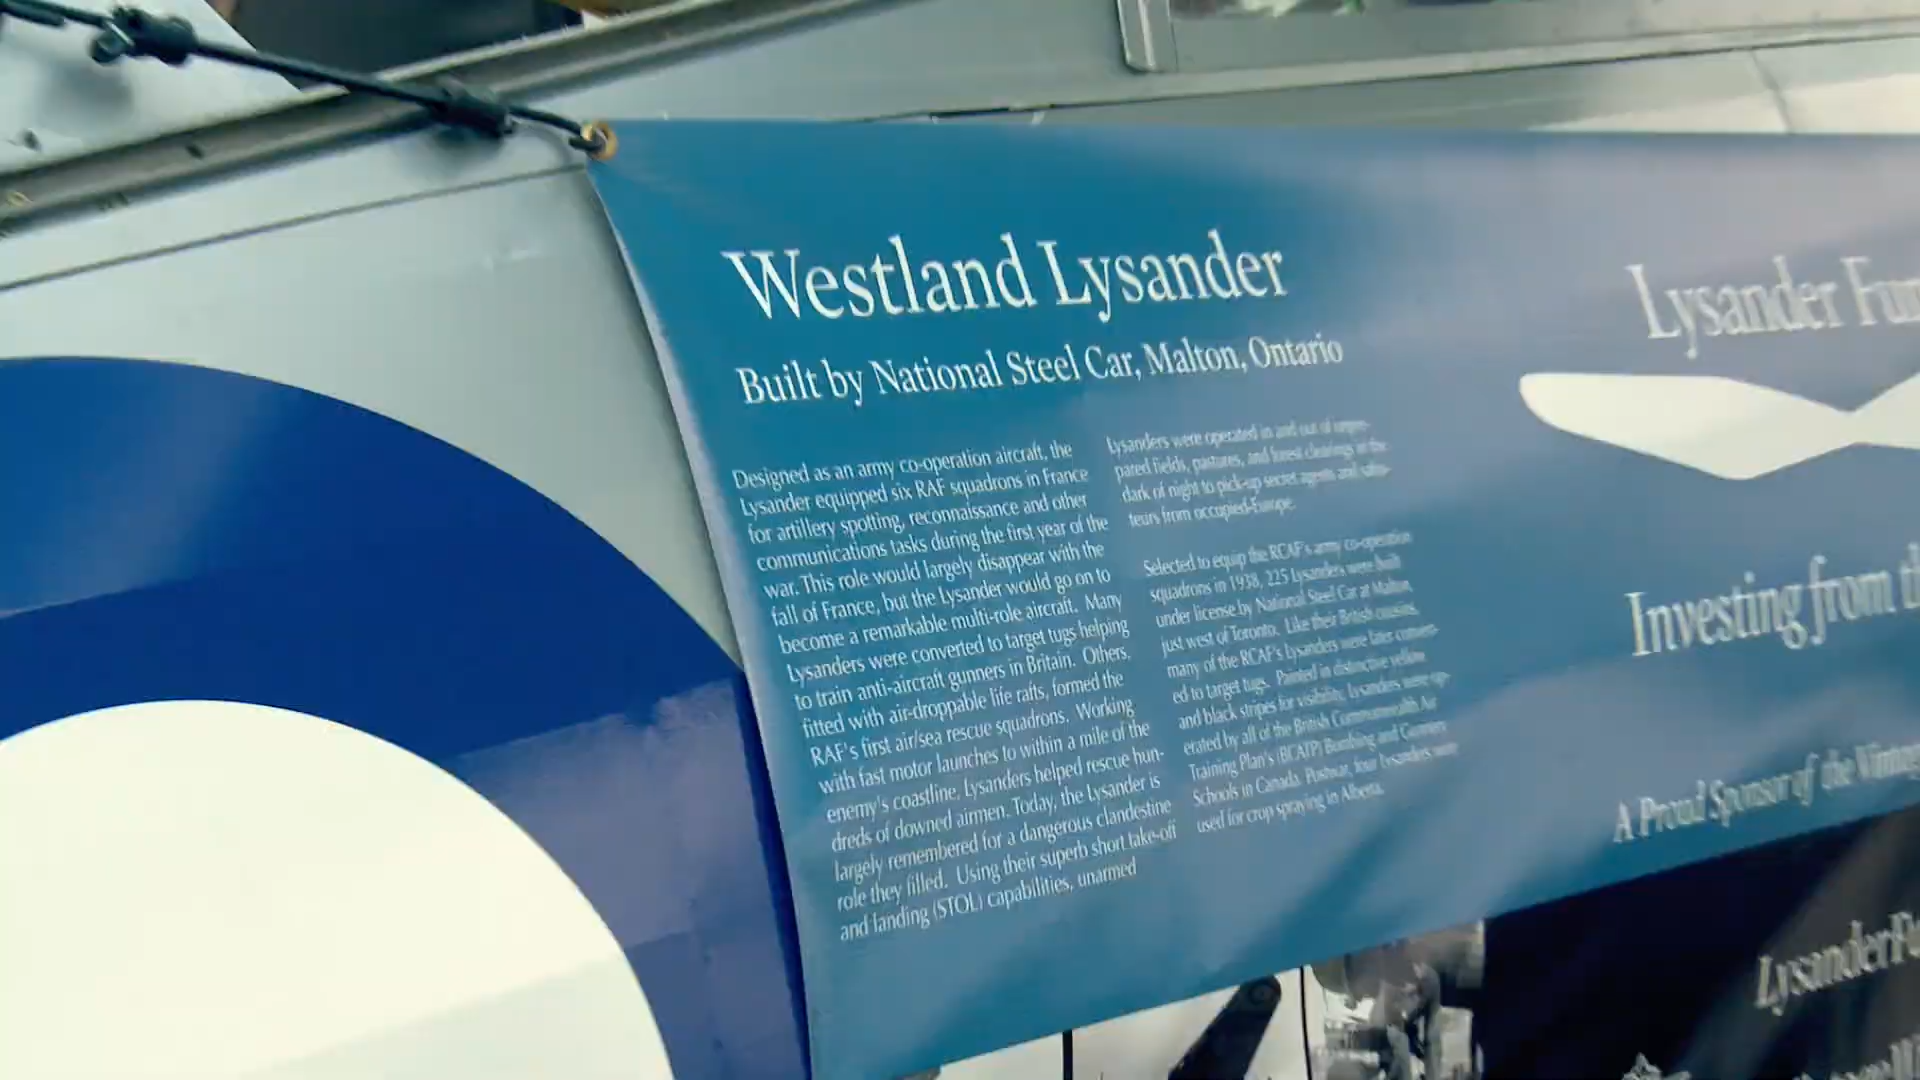 Westland Lysander
Built by National Steel Car, Malton, Ontario
Designed as an army co-operation aircraft, the
Lysander equipped six RAF squadrons in France
for artillery spotting, reconnaissance and other
communications tasks during the first year of the
war. This role would largely disappear with the
fall of France, but the Lysander would go on to
become a remarkable multi-role aircraft. Many
Lysanders were converted to target tugs helping
to train anti-aircraft gunners in Britain. Others,
fitted with air-droppable life rafts, formed the
RAF's first air/sea rescue squadrons. Working
with fast motor launches to within a mile of the
enemy's coastline, Lysanders helped rescue hun-
dreds of downed airmen. Today, the Lysander is
largely remembered for a dangerous clandestine
role they filled. Using their superb short take-off
and landing (STOL) capabilities, unarmed
Lysanders were operated in and out of unpre-
pared fields, pastures, and forest clearings in the
dark of night to pick-up secret agents and sabo-
teurs from occupied-Europe.
Selected to equip the RCAF's army co-operation
squadrons in 1938, 225 Lysanders were built
under license by National Steel Car at Malton,
just west of Toronto. Like their British cousins,
many of the RCAF's Lysanders were later convert-
ed to target tugs. Painted in distinctive yellow
and black stripes for visibility, Lysanders were op-
erated by all of the British Commonwealth Air
Training Plan's (BCATP) Bombing and Gunnery
Schools in Canada. Postwar, four Lysanders were
used for crop spraying in Alberta.
Lysander
Investing from
A Proud Sponsor of the